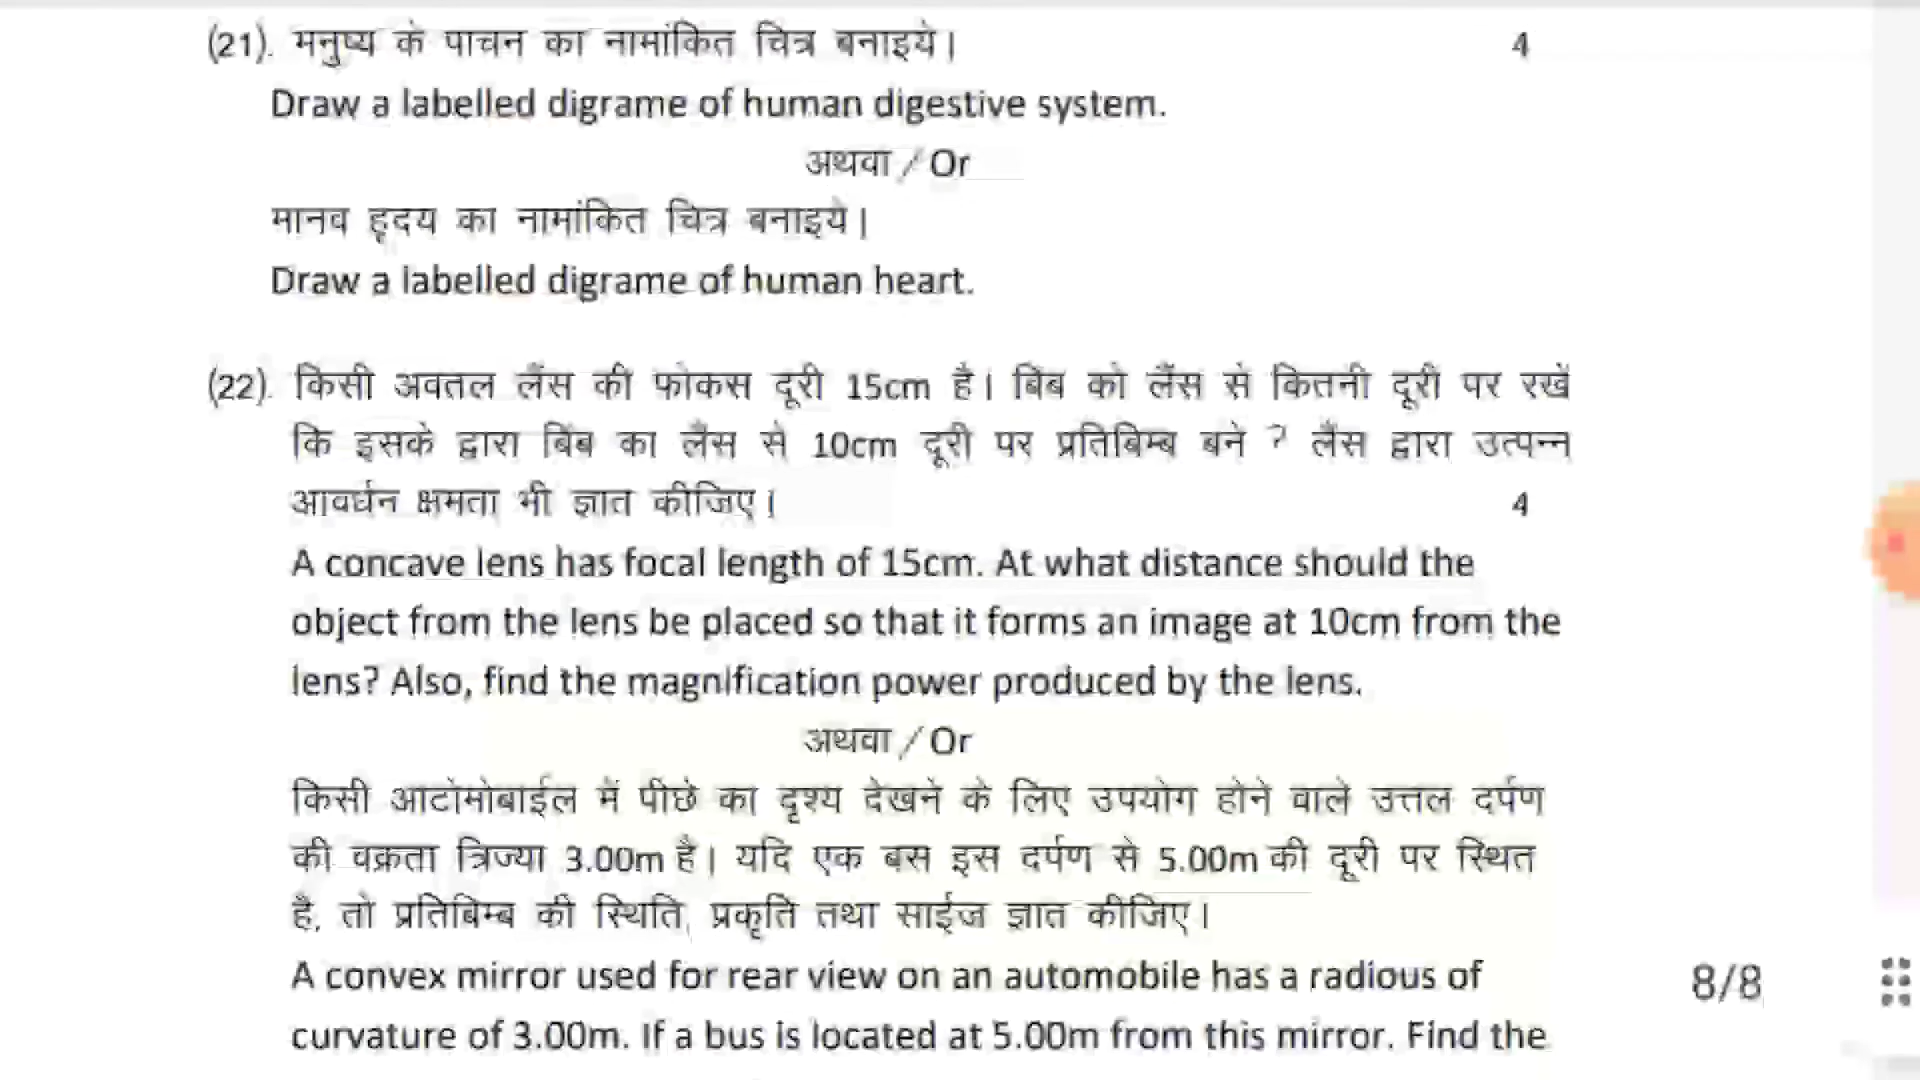 (21). मनुष्य के पाचन का नामांकित चित्र बनाइये। 4
Draw a labelled digrame of human digestive system.
अथवा / Or
मानव हृदय का नामांकित चित्र बनाइये।
Draw a labelled digrame of human heart.
(22). किसी अवतल लेंस की फोकस दूरी 15cm है। बिंब को लेंस से कितनी दूरी पर रखें
कि इसके द्वारा बिंब का लेंस से 10cm दूरी पर प्रतिबिम्ब बने ? लेंस द्वारा उत्पन्न
आवर्धन क्षमता भी ज्ञात कीजिए। 4
A concave lens has focal length of 15cm. At what distance should the
object from the lens be placed so that it forms an image at 10cm from the
lens? Also, find the magnification power produced by the lens.
अथवा / Or
किसी आटोमोबाईल में पीछे का दृश्य देखने के लिए उपयोग होने वाले उत्तल दर्पण
की वक्रता त्रिज्या 3.00m है। यदि एक बस इस दर्पण से 5.00m की दूरी पर स्थित
है, तो प्रतिबिम्ब की स्थिति, प्रकृति तथा साईज ज्ञात कीजिए।
A convex mirror used for rear view on an automobile has a radious of
curvature of 3.00m. If a bus is located at 5.00m from this mirror. Find the
8/8